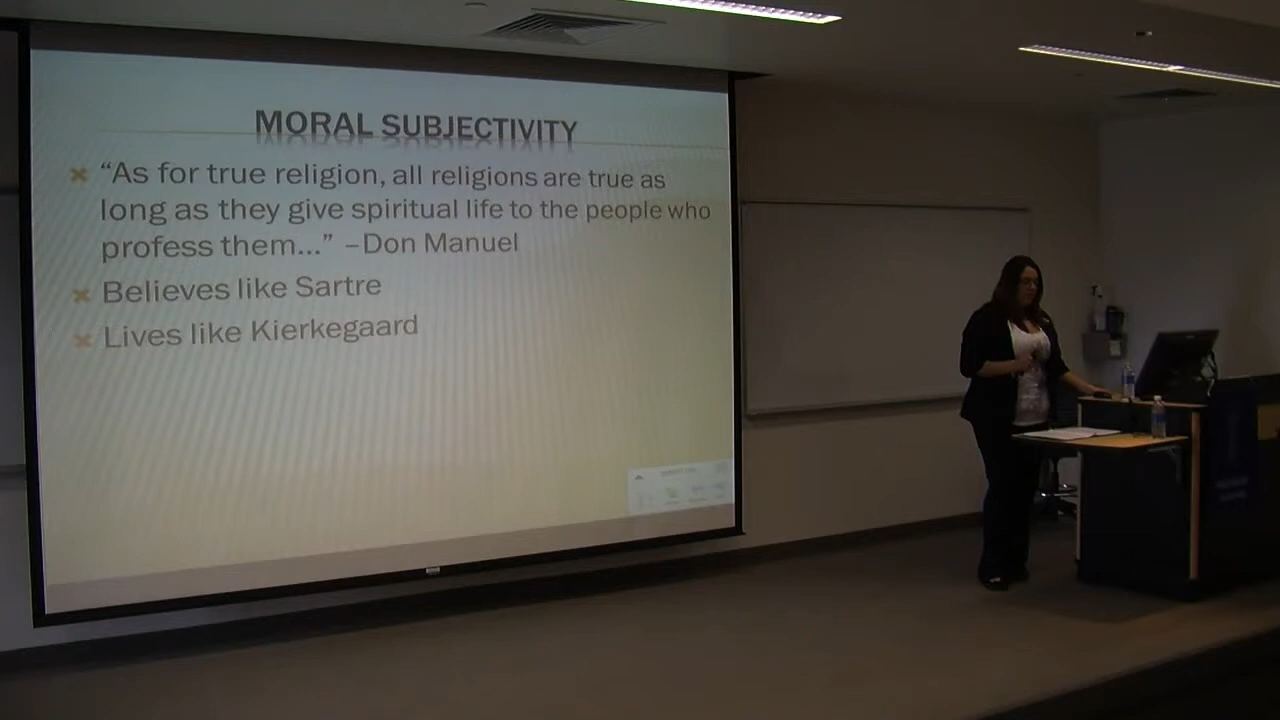 MORAL SUBJECTIVITY
“As for true religion, all religions are true as
long as they give spiritual life to the people who
profess them...” –Don Manuel
Believes like Sartre
Lives like Kierkegaard